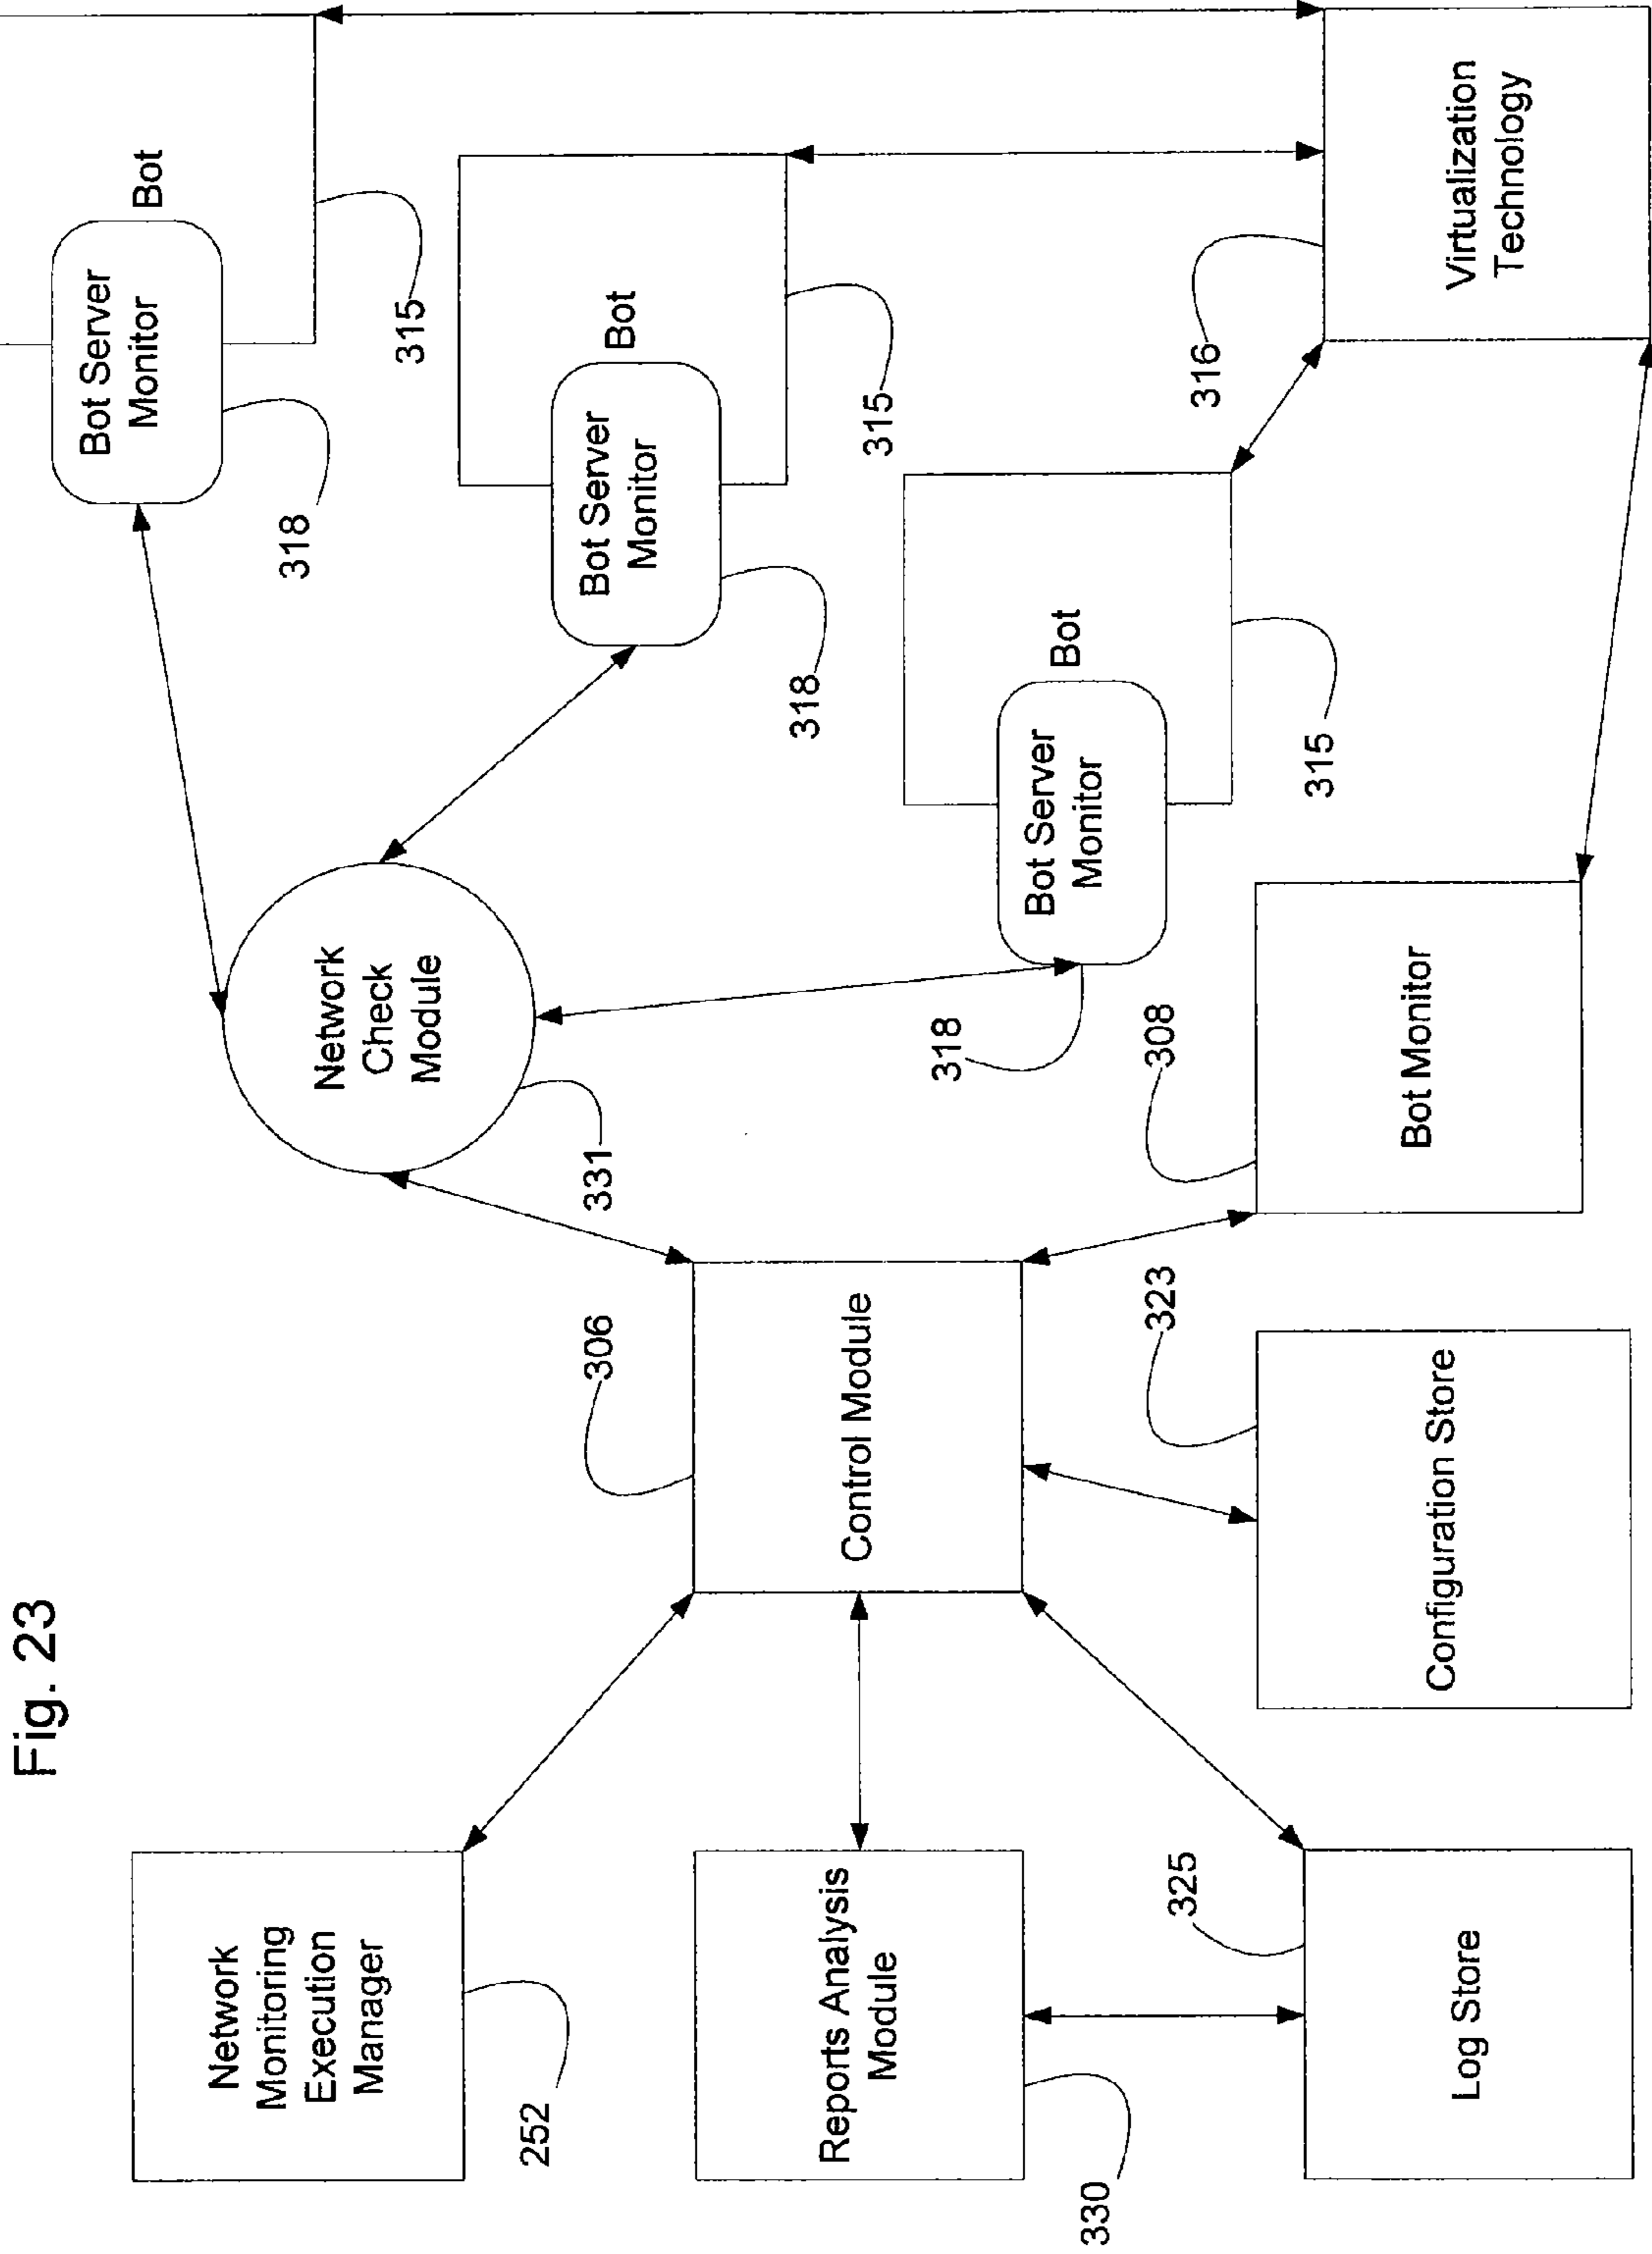 Fig. 23
Network
Monitoring
Execution
Manager
252
Reports Analysis
Module
330
Log Store
325
Control Module
306
Configuration Store
323
Network
Check
Module
331
Bot Monitor
308
Bot Server
Monitor
318
Bot
315
Bot Server
Monitor
318
Bot
315
Bot Server
Monitor
318
Bot
315
Virtualization
Technology
316